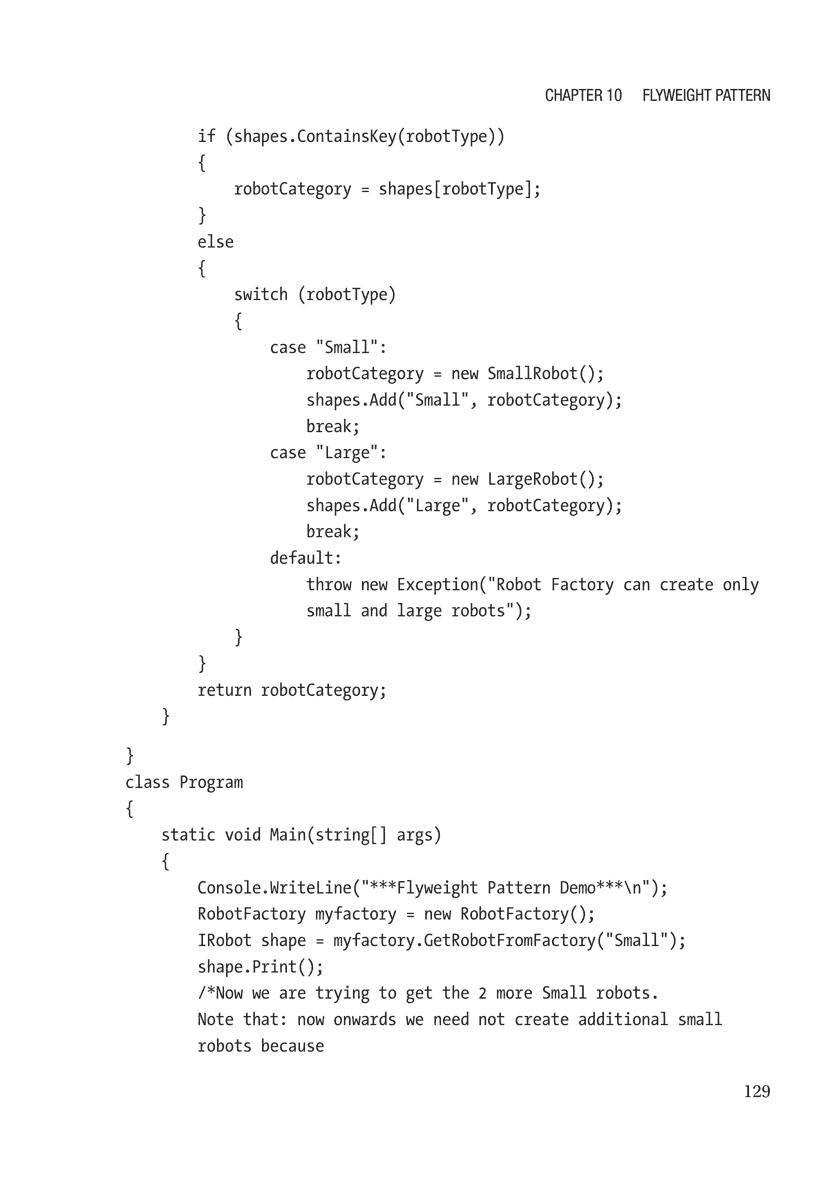 CHAPTER 10 FLYWEIGHT PATTERN
if (shapes.ContainsKey(robotType))
{
robotCategory = shapes[robotType];
}
else
{
switch (robotType)
{
case "Small":
robotCategory = new SmallRobot();
shapes.Add("Small", robotCategory);
break;
case "Large":
robotCategory = new LargeRobot();
shapes.Add("Large", robotCategory);
break;
default:
throw new Exception("Robot Factory can create only
small and large robots");
}
}
return robotCategory;
}
}
class Program
{
static void Main(string[] args)
{
Console.WriteLine("***Flyweight Pattern Demo***\n");
RobotFactory myfactory = new RobotFactory();
IRobot shape = myfactory.GetRobotFromFactory("Small");
shape.Print();
/*Now we are trying to get the 2 more Small robots.
Note that: now onwards we need not create additional small
robots because
129